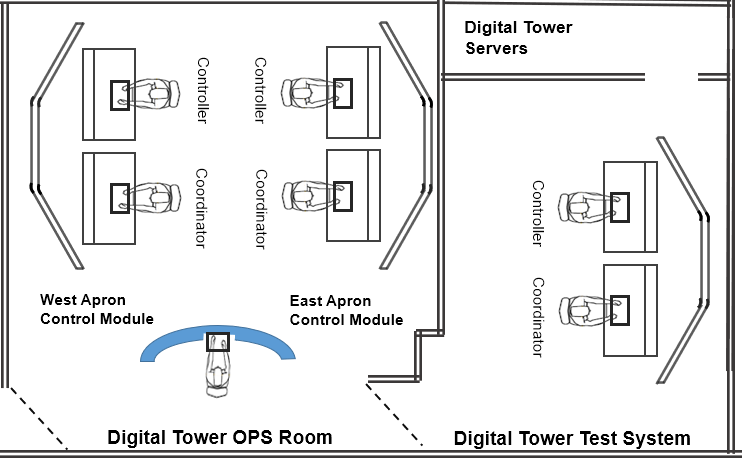 Digital Tower
Servers
Controller
Controller
Coordinator
Coordinator
West Apron
Control Module
East Apron
Control Module
Controller
Coordinator
Digital Tower OPS Room
Digital Tower Test System